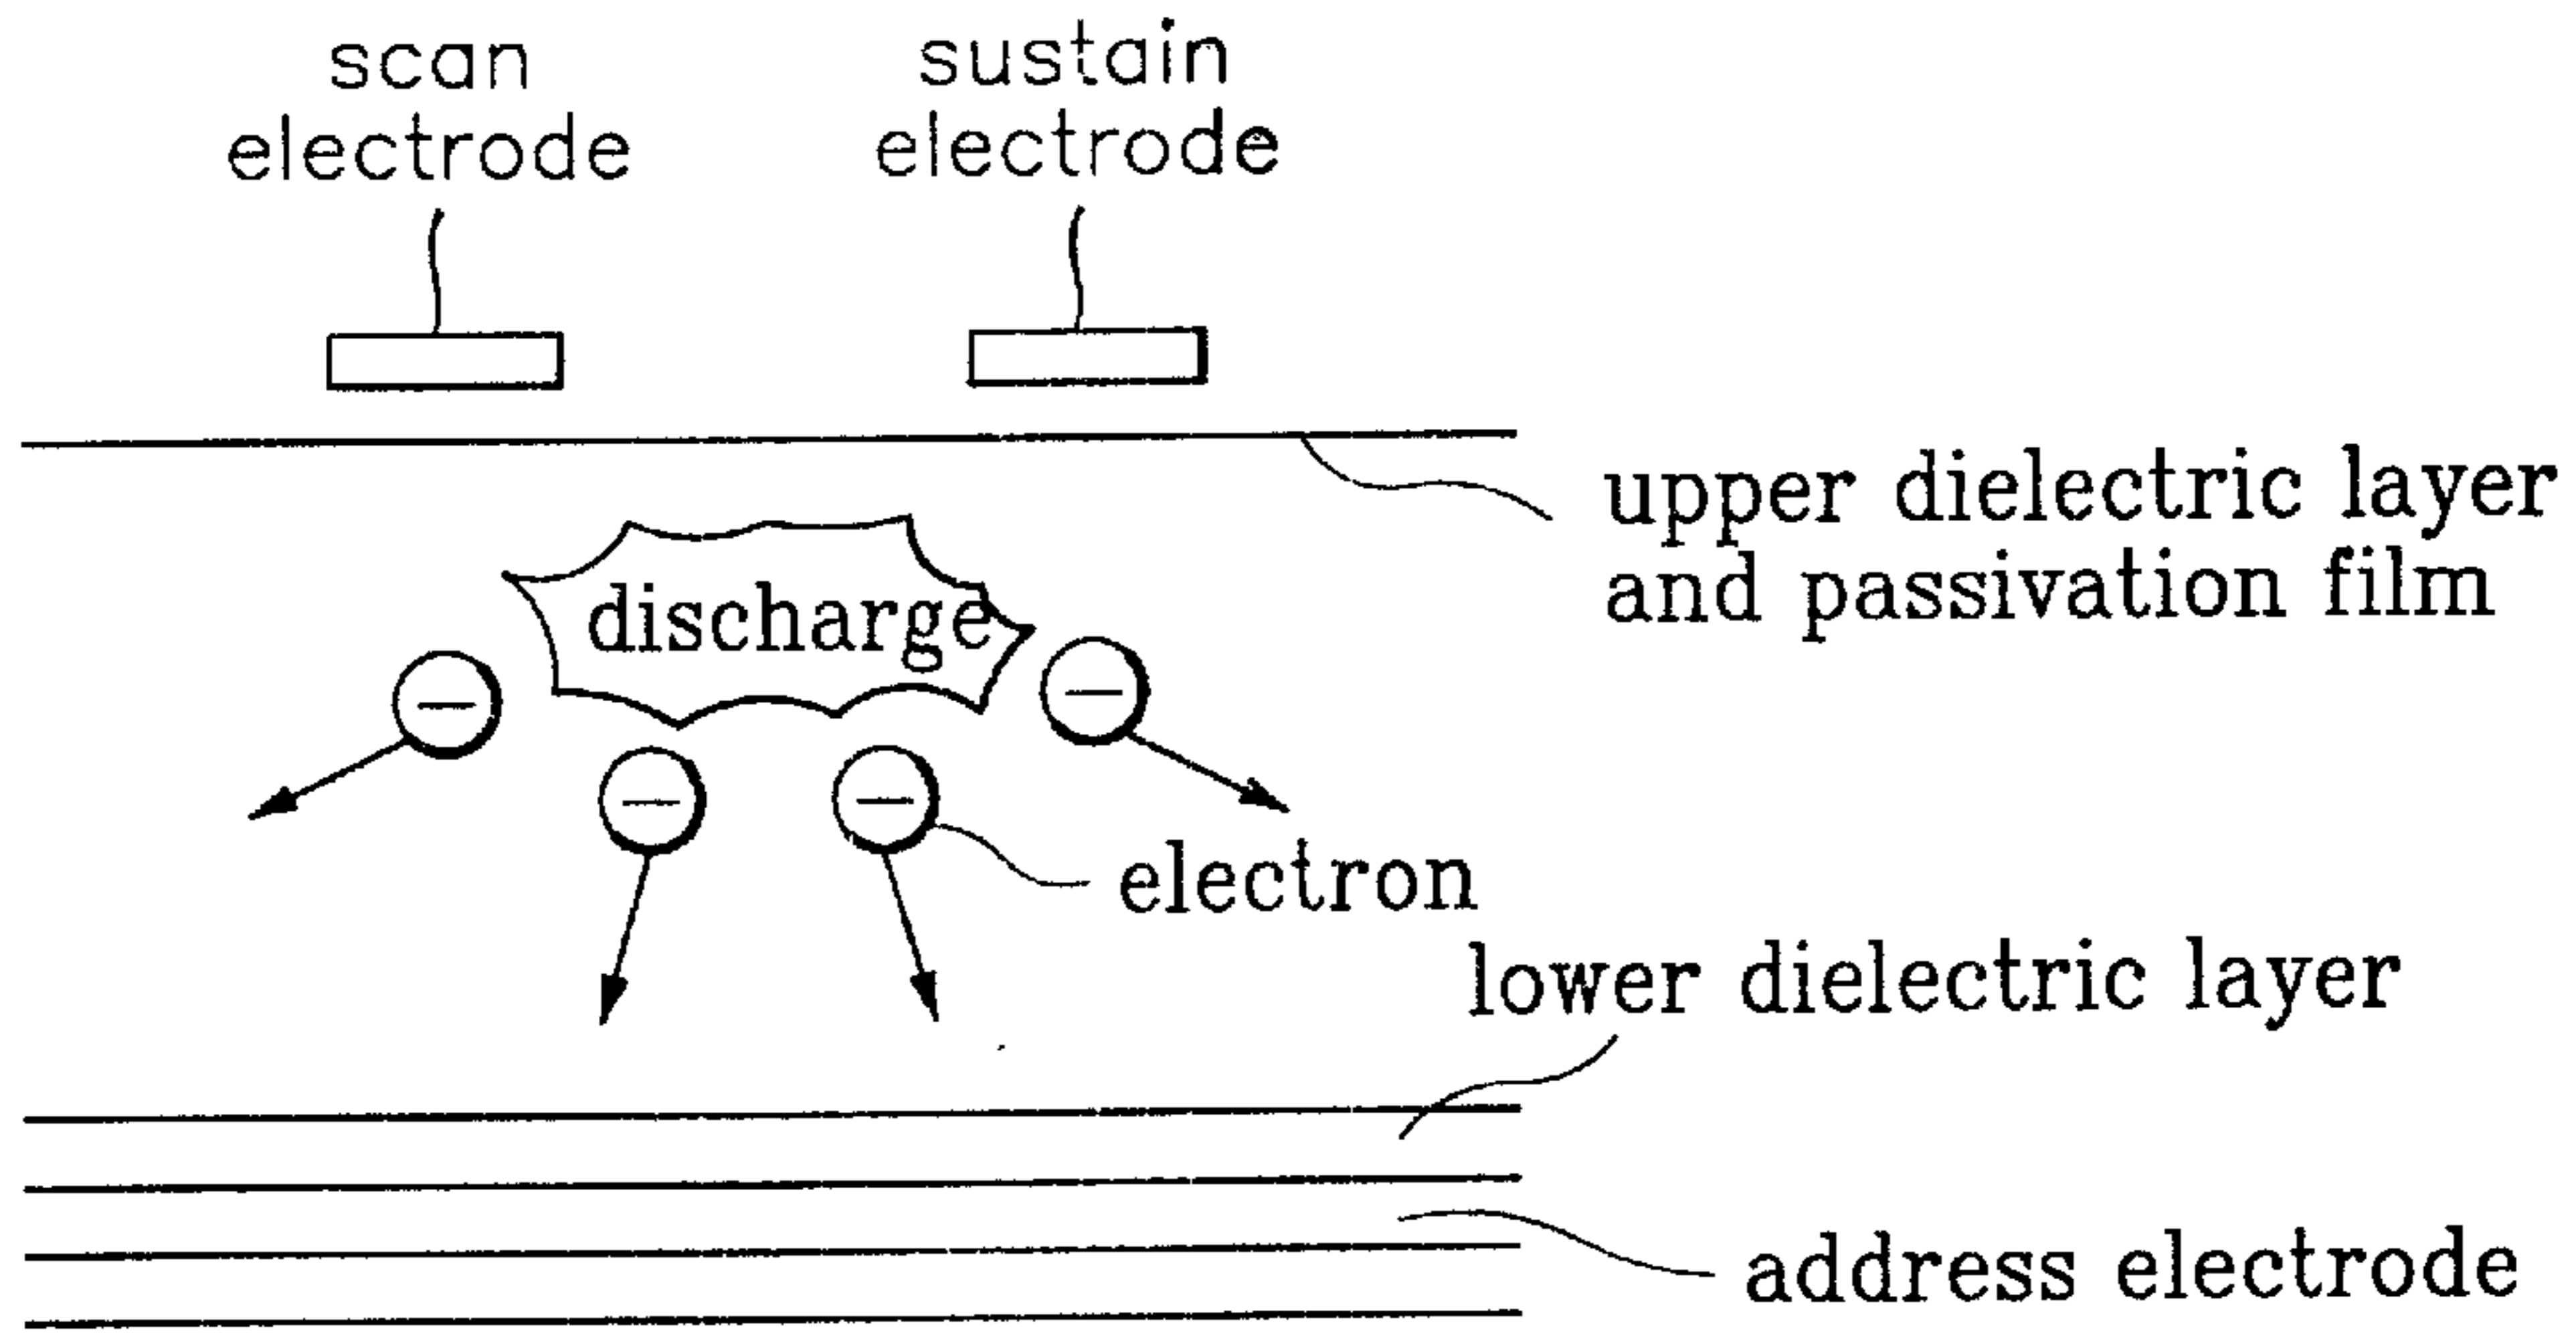 scan
electrode
sustain
electrode
upper dielectric layer
and passivation film
discharge
electron
lower dielectric layer
address electrode